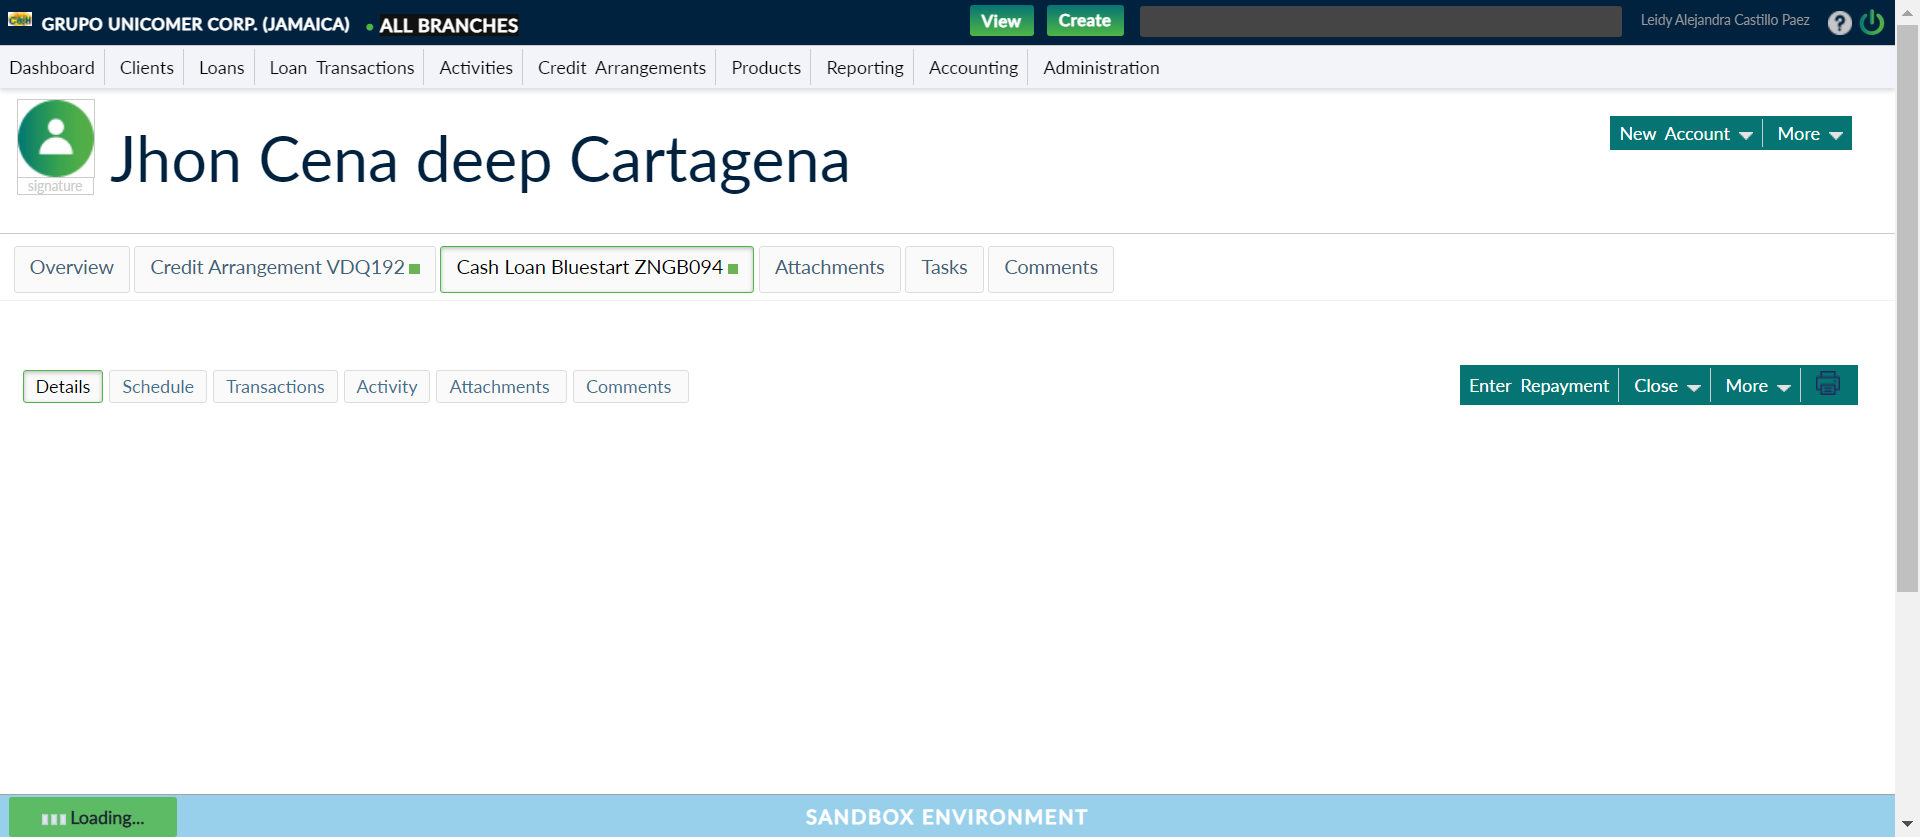 Cash GRUPO UNICOMER CORP. (JAMAICA) • ALL BRANCHES View Create Leidy Alejandra Castillo Paez ?
Dashboard Clients Loans Loan Transactions Activities Credit Arrangements Products Reporting Accounting Administration
Jhon Cena deep Cartagena
New Account More
signature
Overview Credit Arrangement VDQ192 Cash Loan Bluestart ZNGB094 Attachments Tasks Comments
Details Schedule Transactions Activity Attachments Comments Enter Repayment Close More
Loading... SANDBOX ENVIRONMENT